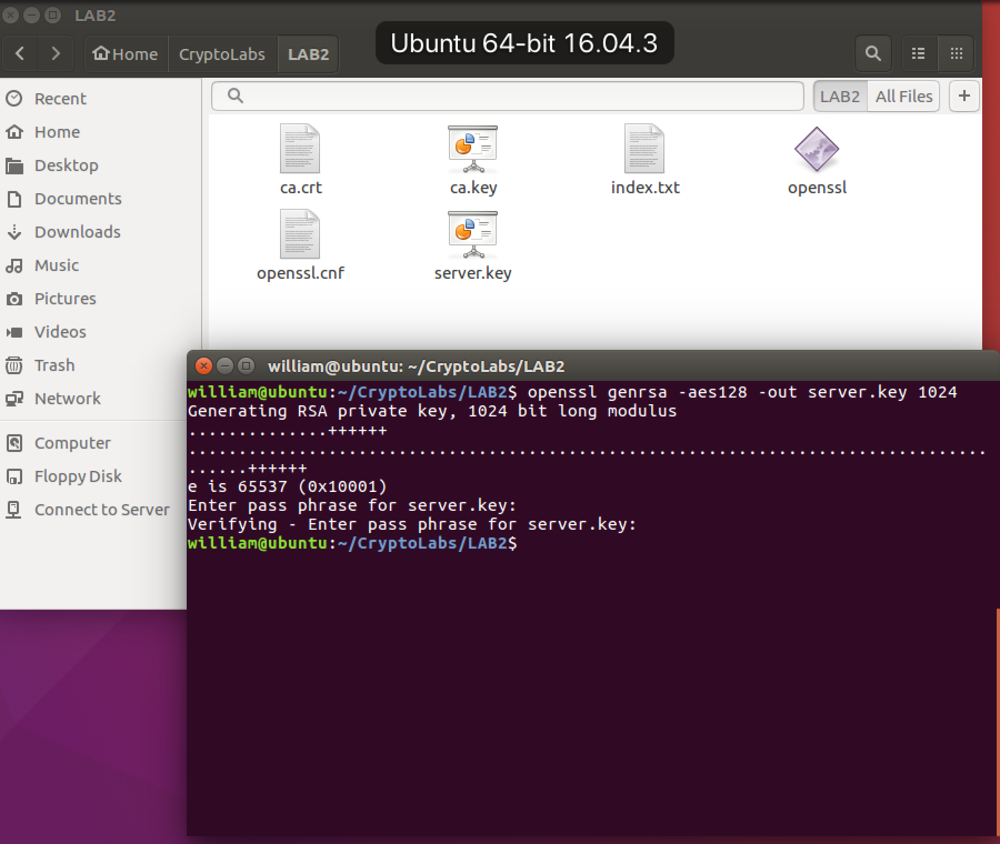 LAB2
Ubuntu 64-bit 16.04.3
Home CryptoLabs LAB2
LAB2 All Files +
Recent
Home
Desktop
Documents
Downloads
Music
Pictures
Videos
Trash
Network
Computer
Floppy Disk
Connect to Server
ca.crt ca.key index.txt openssl
openssl.cnf server.key
william@ubuntu: ~/CryptoLabs/LAB2
william@ubuntu:~/CryptoLabs/LAB2$ openssl genrsa -aes128 -out server.key 1024
Generating RSA private key, 1024 bit long modulus
..............++++++
................................................................................
......++++++
e is 65537 (0x10001)
Enter pass phrase for server.key:
Verifying - Enter pass phrase for server.key:
william@ubuntu:~/CryptoLabs/LAB2$